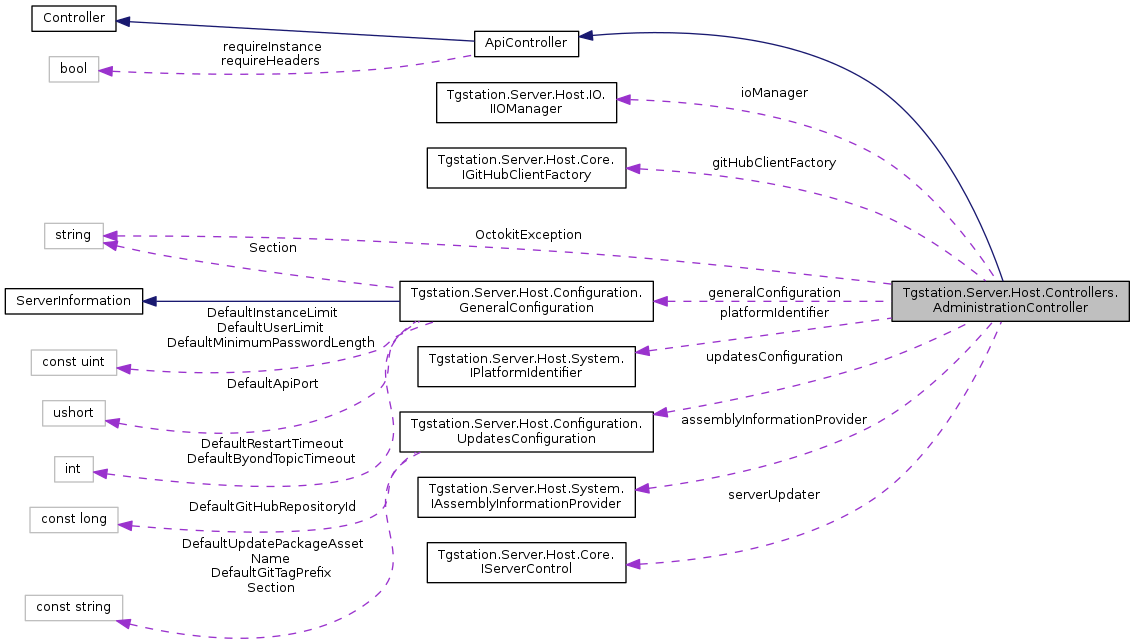 Controller
ApiController
requireInstance
requireHeaders
bool
Tgstation.Server.Host.IO.
IIOManager
ioManager
Tgstation.Server.Host.Core.
IGitHubClientFactory
gitHubClientFactory
string
OctokitException
Section
ServerInformation
Tgstation.Server.Host.Configuration.
GeneralConfiguration
generalConfiguration
Tgstation.Server.Host.Controllers.
AdministrationController
DefaultInstanceLimit
DefaultUserLimit
DefaultMinimumPasswordLength
platformIdentifier
const uint
Tgstation.Server.Host.System.
IPlatformIdentifier
updatesConfiguration
DefaultApiPort
ushort
Tgstation.Server.Host.Configuration.
UpdatesConfiguration
assemblyInformationProvider
DefaultRestartTimeout
DefaultByondTopicTimeout
int
Tgstation.Server.Host.System.
IAssemblyInformationProvider
serverUpdater
DefaultGitHubRepositoryId
const long
DefaultUpdatePackageAsset
Name
DefaultGitTagPrefix
Section
Tgstation.Server.Host.Core.
IServerControl
const string